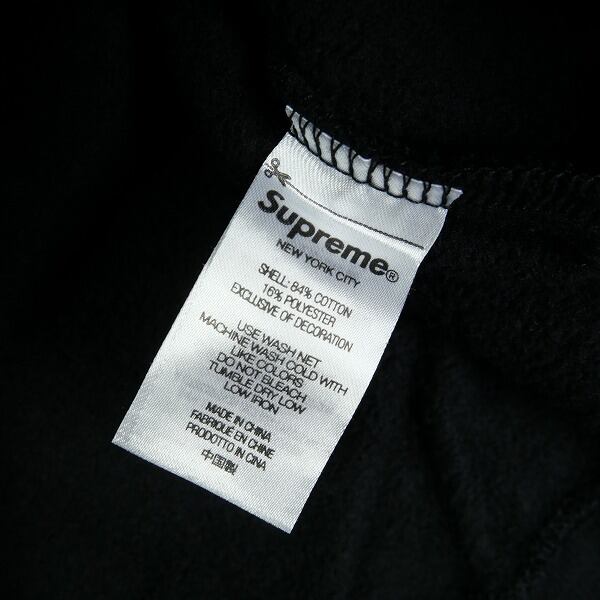 Supreme®
NEW YORK CITY
SHELL: 84% COTTON
16% POLYESTER
EXCLUSIVE OF DECORATION
USE WASH NET
MACHINE WASH COLD WITH
LIKE COLORS
DO NOT BLEACH
TUMBLE DRY LOW
LOW IRON
MADE IN CHINA
FABRIQUÉ EN CHINE
PRODOTTO IN CINA
中国製